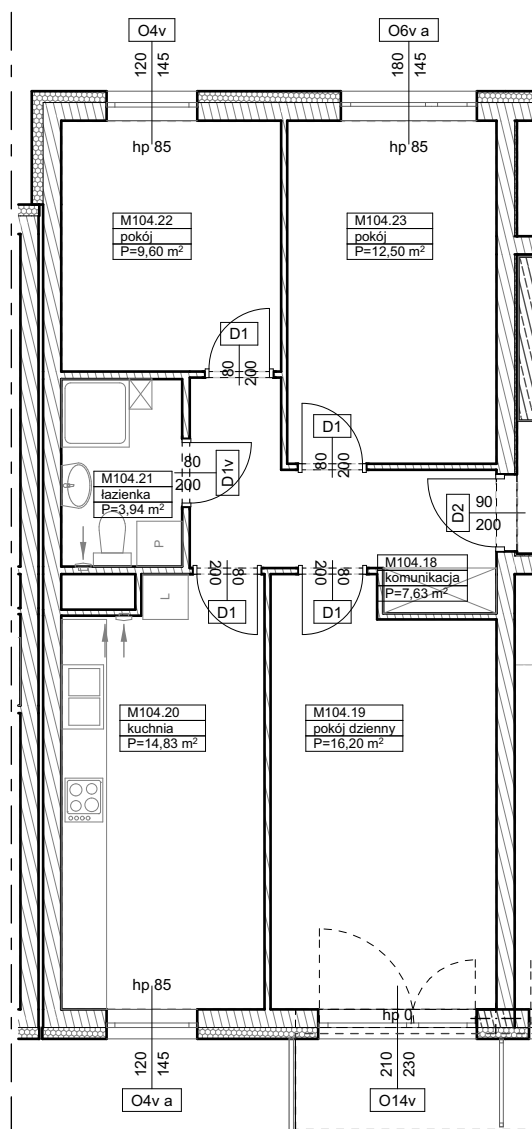 O4v
120
145
hp 85
O6v a
180
145
hp 85
M104.22
pokój
P=9,60 m²
M104.23
pokój
P=12,50 m²
D1
80
200
D1
80
200
M104.21
łazienka
P=3,94 m²
80
200
D1v
D2
90
200
P
M104.18
komunikacja
P=7,63 m²
L
200
80
D1
200
80
D1
M104.20
kuchnia
P=14,83 m²
M104.19
pokój dzienny
P=16,20 m²
hp 85
120
145
O4v a
hp 0
210
230
O14v